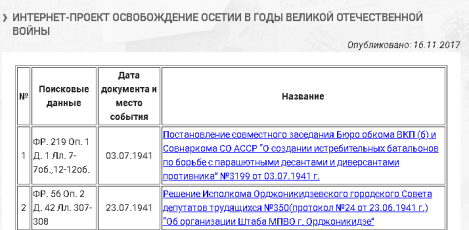 ИНТЕРНЕТ-ПРОЕКТ ОСВОБОЖДЕНИЕ ОСЕТИИ В ГОДЫ ВЕЛИКОЙ ОТЕЧЕСТВЕННОЙ
ВОЙНЫ
Опубликовано: 16.11.2017
№
Поисковые
данные
Дата
документа и
место
события
Название
1
ФР. 219 Оп. 1
Д. 1 Лл. 7-
7об.,12-12об.
03.07.1941
Постановление совместного заседания Бюро обкома ВКП (б) и
Совнаркома СО АССР "О создании истребительных батальонов
по борьбе с парашютными десантами и диверсантами
противника" №3199 от 03.07.1941 г.
2
ФР. 56 Оп. 2
Д. 42 Лл. 307-
308
23.07.1941
Решение Исполкома Орджоникидзевского городского Совета
депутатов трудящихся №350(протокол №24 от 23.06.1941 г.)
"Об организации Штаба МПВО г. Орджоникидзе"